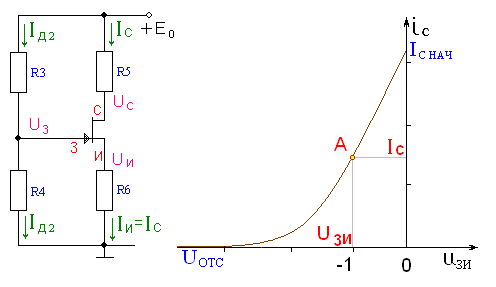 IД2
IС
+E0
R3
R5
UС
UЗ
С
З
И
UИ
R4
R6
IД2
IИ=IС
iС
IС НАЧ
А
IС
UЗИ
UОТС
-1
0
uЗИ